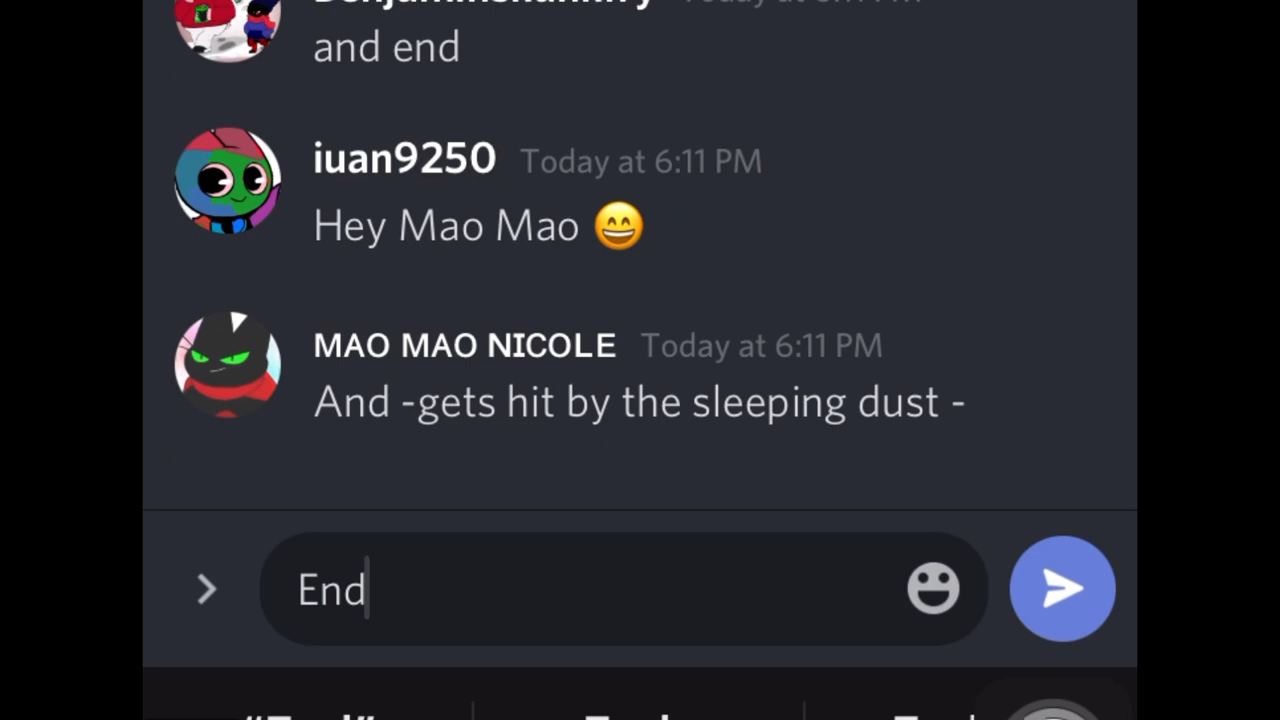 and end
iuan9250 Today at 6:11 PM
Hey Mao Mao 😄
MAO MAO NICOLE Today at 6:11 PM
And -gets hit by the sleeping dust -
End